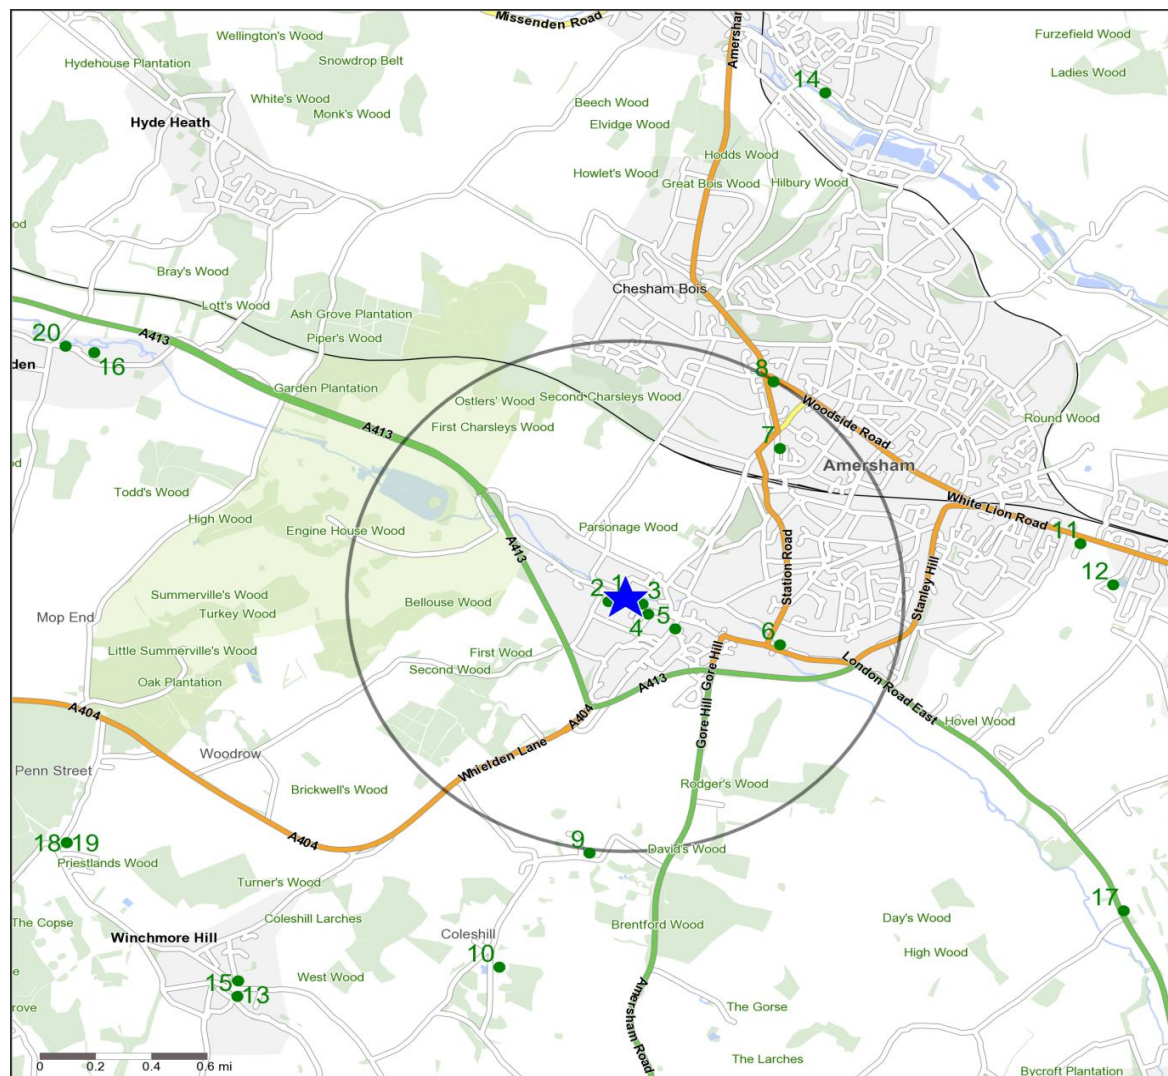 Missenden Road
Amersham
Wellington's Wood
Snowdrop Belt
Hydehouse Plantation
White's Wood
Monk's Wood
Hyde Heath
Furzefield Wood
Ladies Wood
14
Beech Wood
Elvidge Wood
Hodds Wood
Howlet's Wood
Great Bois Wood
Hilbury Wood
Bray's Wood
Lott's Wood
Ash Grove Plantation
Piper's Wood
Chesham Bois
20
16
A413
den
Garden Plantation
Ostlers' Wood
Second Charsleys Wood
First Charsleys Wood
A413
8
Woodside Road
Round Wood
7
Amersham
Todd's Wood
High Wood
Engine House Wood
A413
Parsonage Wood
White Lion Road
11
12
Station Road
Stanley Hill
Mop End
Summerville's Wood
Turkey Wood
Bellouse Wood
2
1
3
4
5
6
Little Summerville's Wood
Oak Plantation
First Wood
Second Wood
Gore Hill
Gore Hill
A413
London Road East
Hovel Wood
A404
A404
Woodrow
Whielden Lane
Penn Street
Brickwell's Wood
Rodger's Wood
18
19
A404
Priestlands Wood
9
David's Wood
Turner's Wood
17
The Copse
Coleshill Larches
Brentford Wood
Day's Wood
High Wood
Winchmore Hill
Coleshill
10
15
13
West Wood
The Gorse
Amersham Road
rove
The Larches
Bycroft Plantation
0
0.2
0.4
0.6 mi